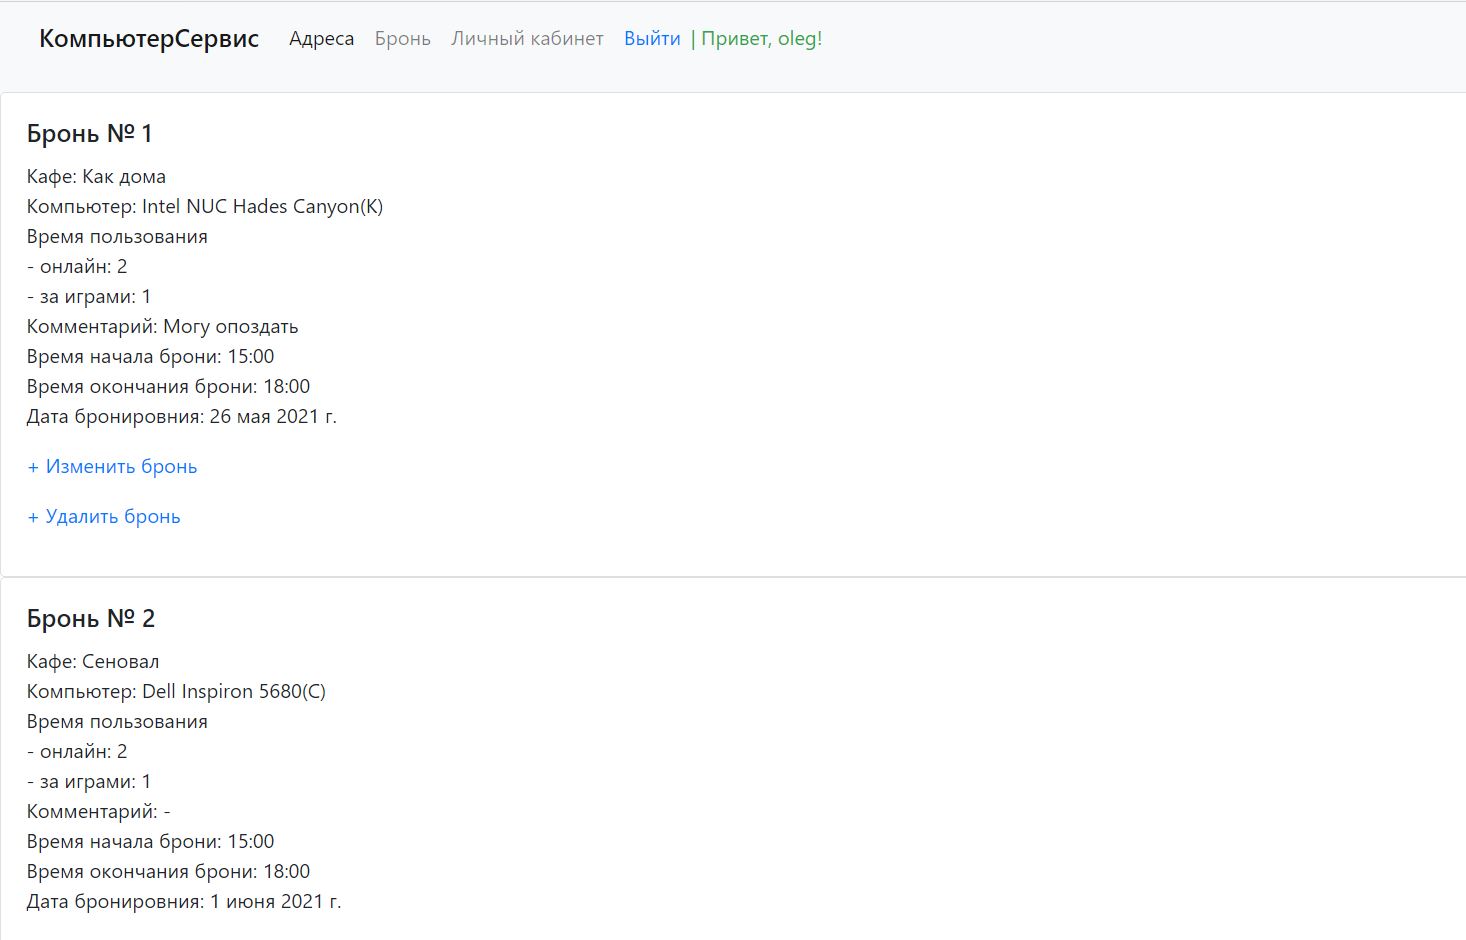 КомпьютерСервис Адреса Бронь Личный кабинет Выйти | Привет, oleg!
Бронь № 1
Кафе: Как дома
Компьютер: Intel NUC Hades Canyon(K)
Время пользования
- онлайн: 2
- за играми: 1
Комментарий: Могу опоздать
Время начала брони: 15:00
Время окончания брони: 18:00
Дата бронировния: 26 мая 2021 г.
+ Изменить бронь
+ Удалить бронь
Бронь № 2
Кафе: Сеновал
Компьютер: Dell Inspiron 5680(C)
Время пользования
- онлайн: 2
- за играми: 1
Комментарий: -
Время начала брони: 15:00
Время окончания брони: 18:00
Дата бронировния: 1 июня 2021 г.